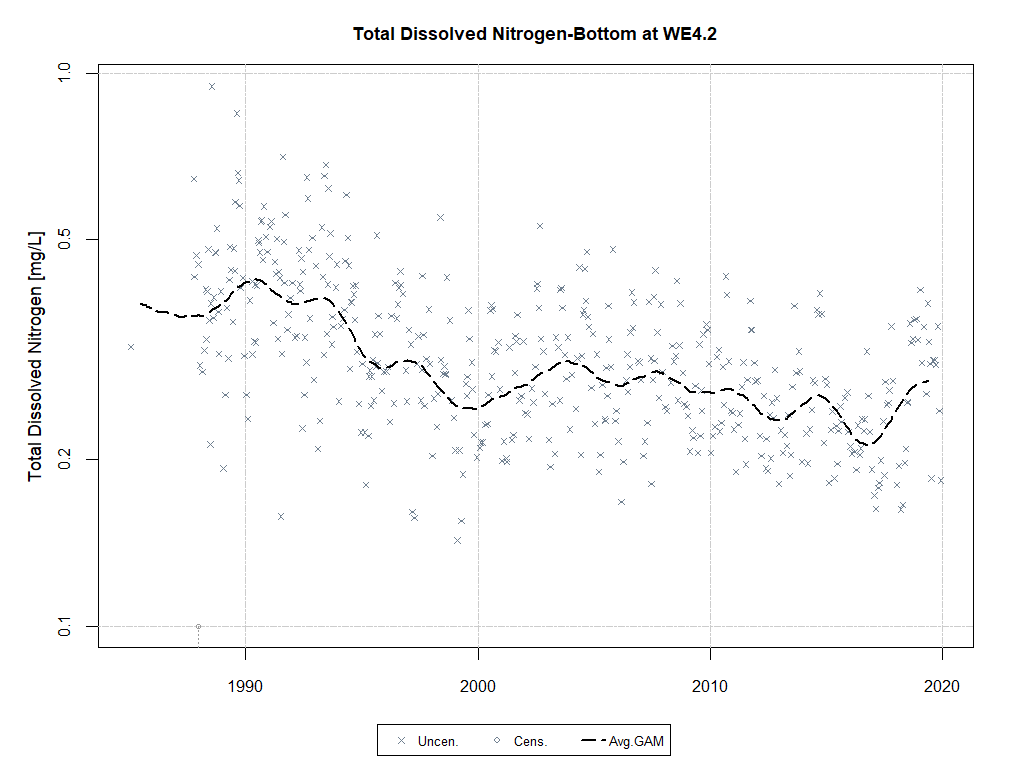 Total Dissolved Nitrogen-Bottom at WE4.2
Total Dissolved Nitrogen [mg/L]
1.0
0.5
0.2
0.1
1990 2000 2010 2020
Uncen. Cens. Avg.GAM